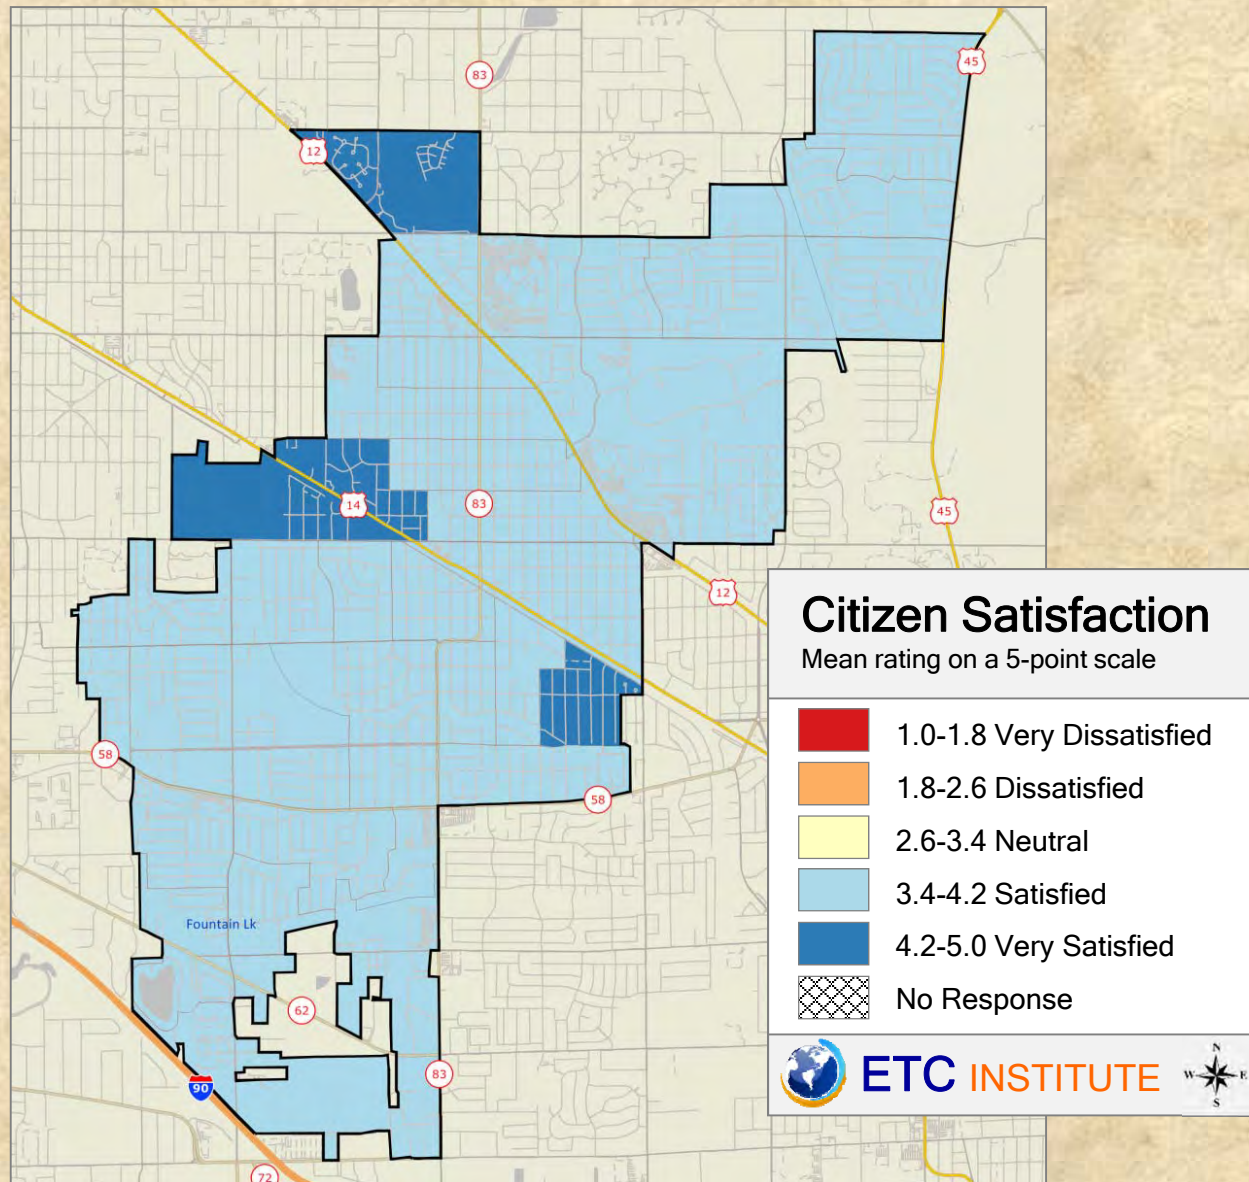 83
45
12
14
83
45
12
58
58
Fountain Lk
62
83
90
72
Citizen Satisfaction
Mean rating on a 5-point scale
1.0-1.8 Very Dissatisfied
1.8-2.6 Dissatisfied
2.6-3.4 Neutral
3.4-4.2 Satisfied
4.2-5.0 Very Satisfied
No Response
ETC INSTITUTE
N
W E
S